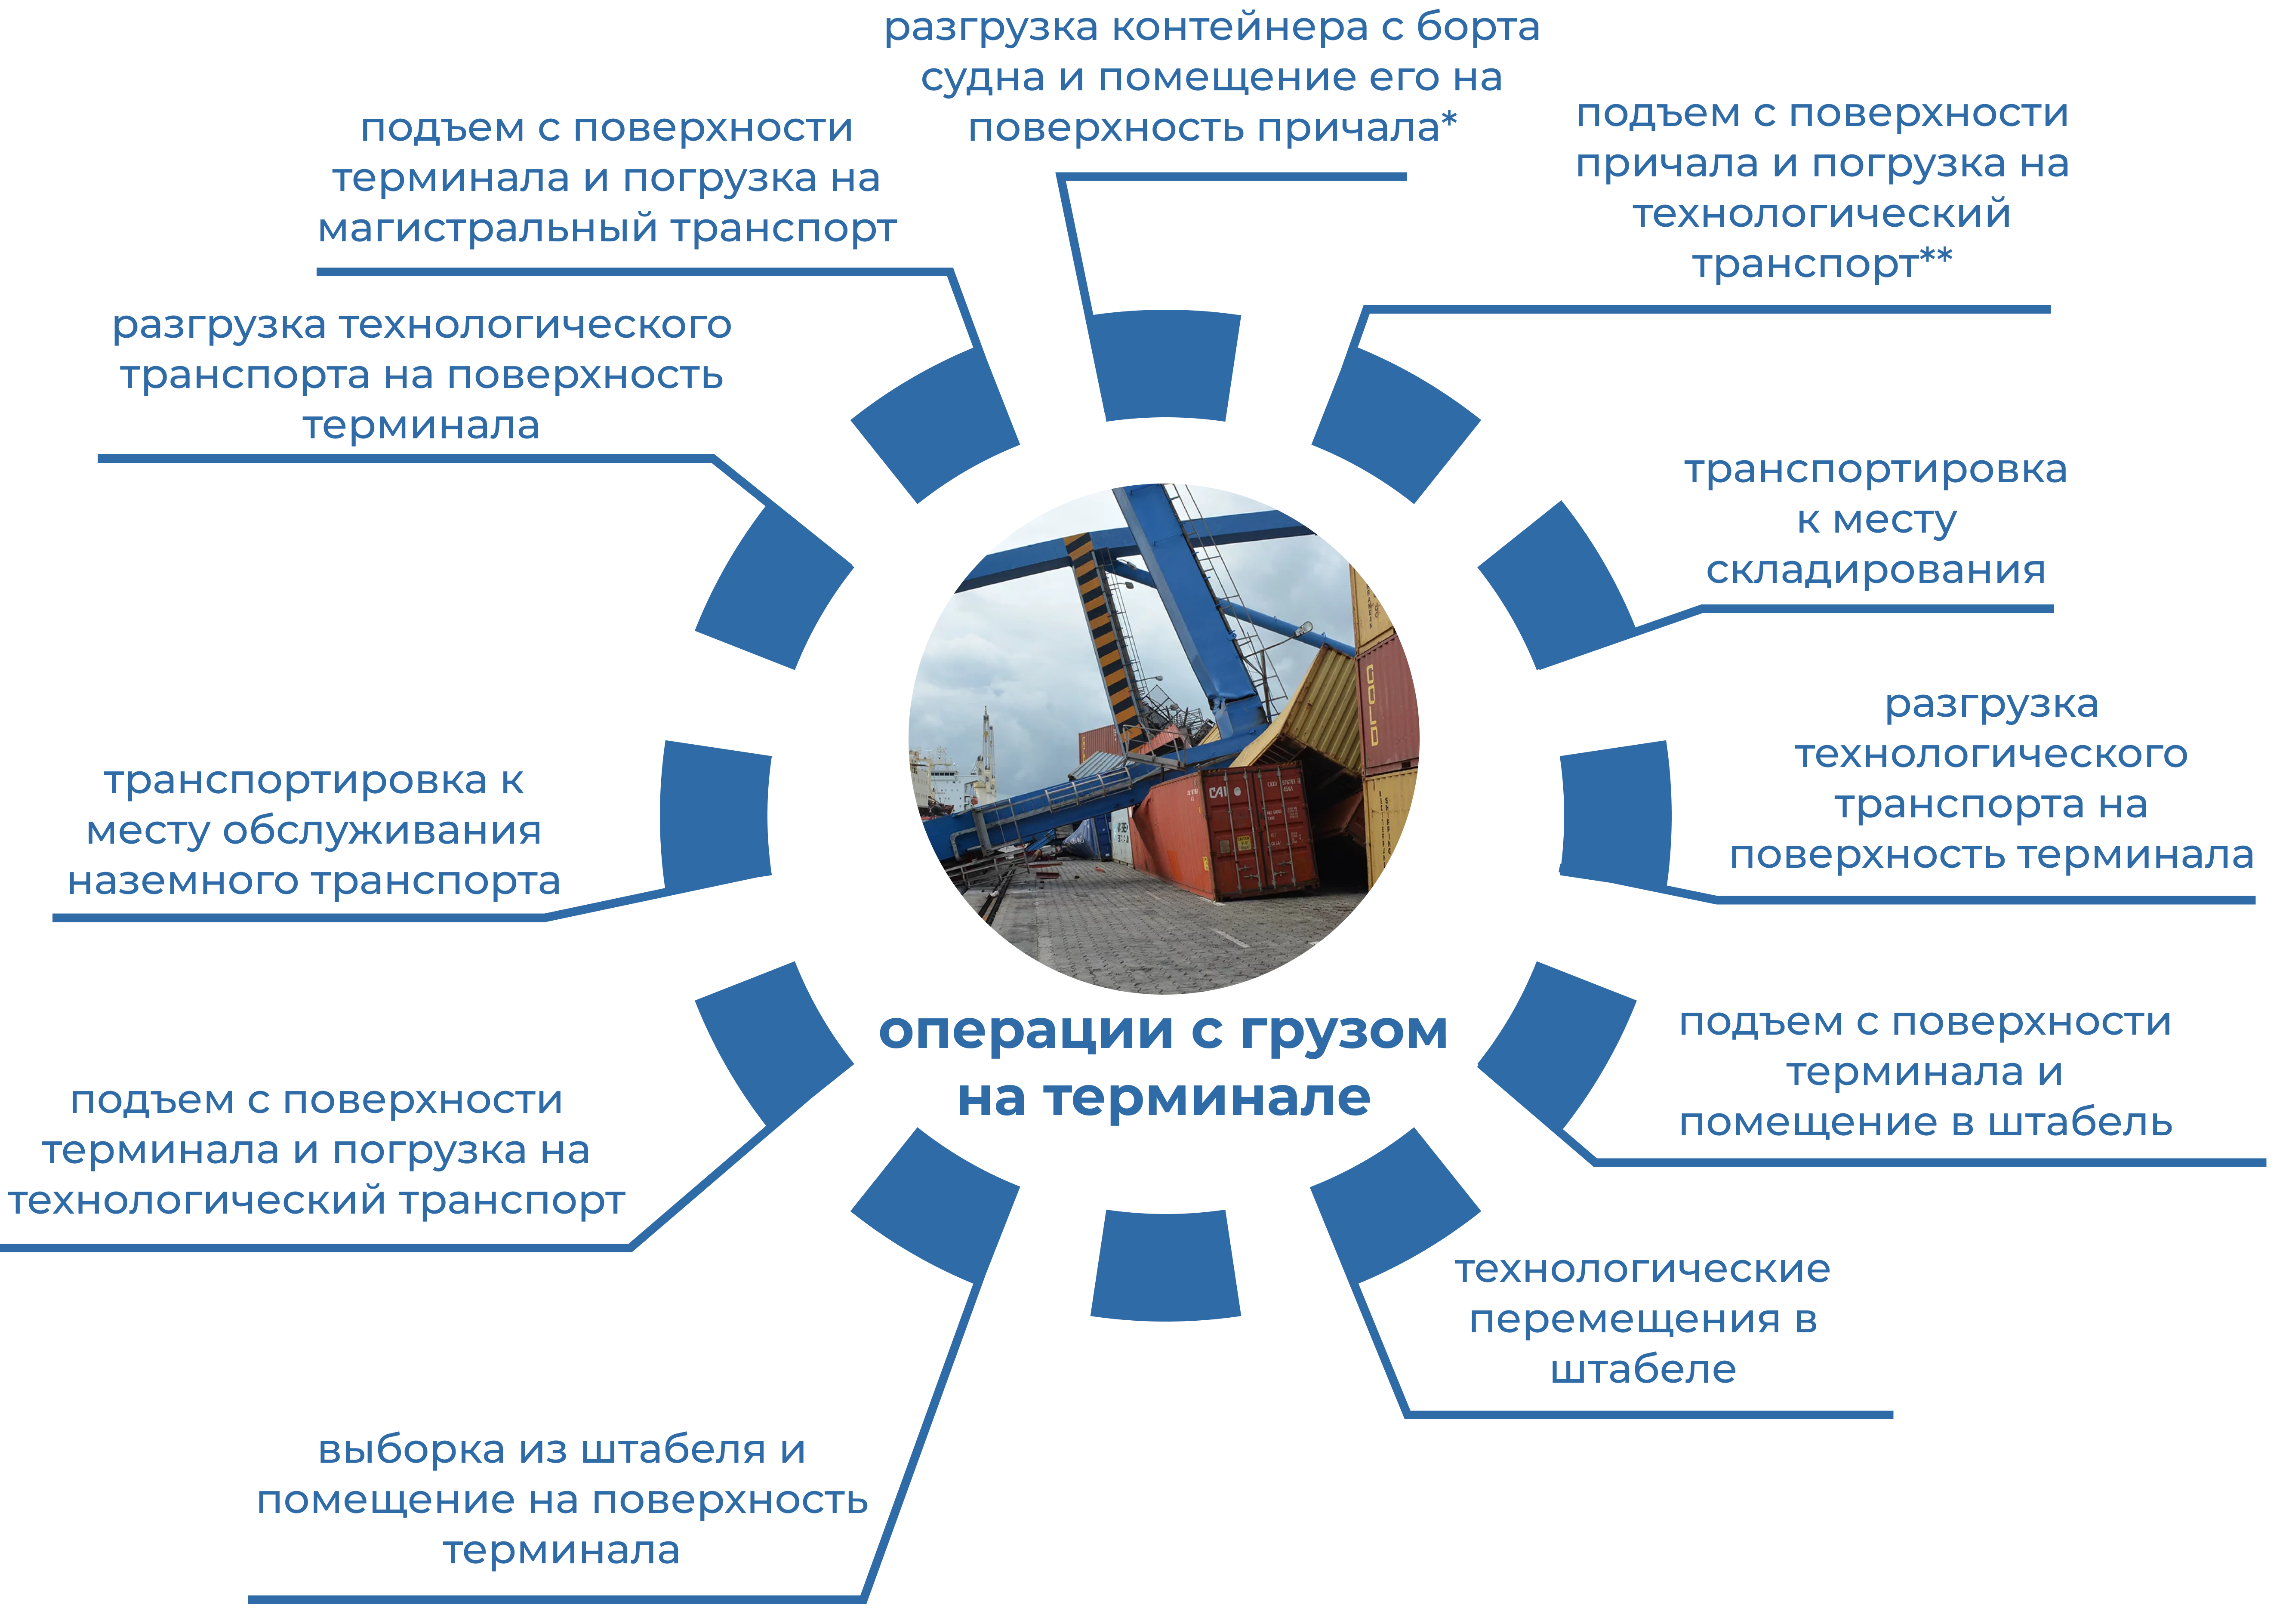 разгрузка контейнера с борта
судна и помещение его на
поверхность причала*
подъем с поверхности
причала и погрузка на
технологический
транспорт**
транспортировка
к месту
складирования
разгрузка
технологического
транспорта на
поверхность терминала
подъем с поверхности
терминала и
помещение в штабель
технологические
перемещения в
штабеле
выборка из штабеля и
помещение на поверхность
терминала
подъем с поверхности
терминала и погрузка на
технологический транспорт
транспортировка к
месту обслуживания
наземного транспорта
разгрузка технологического
транспорта на поверхность
терминала
подъем с поверхности
терминала и погрузка на
магистральный транспорт
операции с грузом
на терминале
CAI